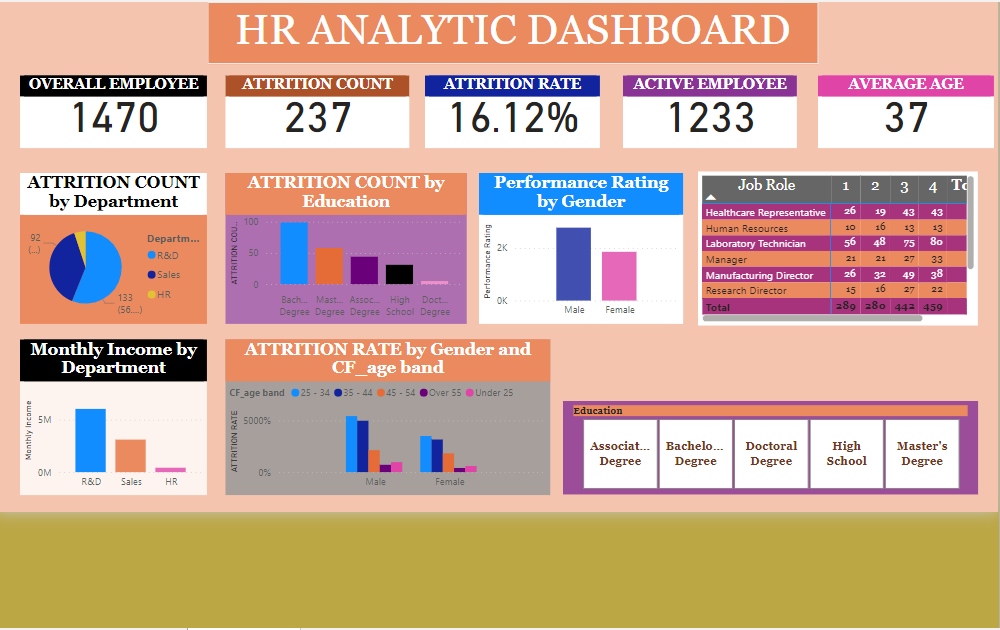 HR ANALYTIC DASHBOARD
OVERALL EMPLOYEE
1470
ATTRITION COUNT
237
ATTRITION RATE
16.12%
ACTIVE EMPLOYEE
1233
AVERAGE AGE
37
ATTRITION COUNT
by Department
92
(...)
133
(56....)
Departm...
R&D
Sales
HR
ATTRITION COUNT by
Education
ATTRITION COU...
100
50
0
Bach... Mast... Assoc... High Doct...
Degree Degree Degree School Degree
Performance Rating
by Gender
Performance Rating
2K
0K
Male Female
Job Role 1 2 3 4 To
Healthcare Representative 26 19 43 43
Human Resources 10 16 13 13
Laboratory Technician 56 48 75 80
Manager 21 21 27 33
Manufacturing Director 26 32 49 38
Research Director 15 16 27 22
Total 289 280 442 459
Monthly Income by
Department
Monthly Income
5M
0M
R&D Sales HR
ATTRITION RATE by Gender and
CF_age band
CF_age band 25 - 34 35 - 44 45 - 54 Over 55 Under 25
ATTRITION RATE
5000%
0%
Male Female
Education
Associat... Bachelo... Doctoral High Master's
Degree Degree Degree School Degree